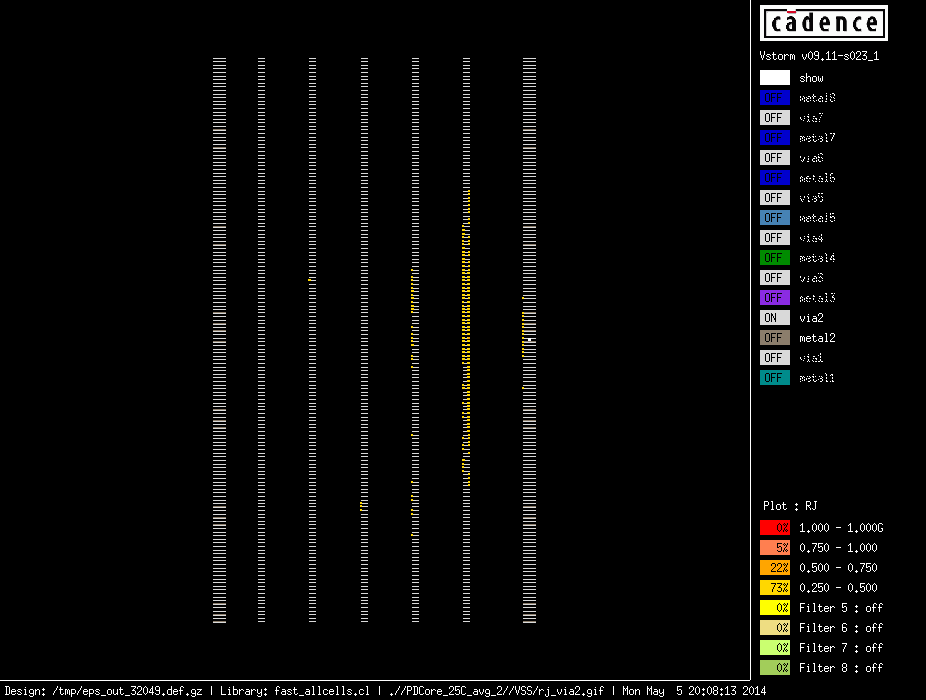 cādence
Vstorm v09.11-s023_1
show
metal8
OFF via7
metal7
OFF via6
metal6
OFF via5
OFF metal5
OFF via4
OFF metal4
OFF via3
OFF metal3
ON via2
OFF metal2
OFF via1
OFF metal1
Plot : RJ
0% 1.000 - 1.000G
5% 0.750 - 1.000
22% 0.500 - 0.750
73% 0.250 - 0.500
0% Filter 5 : off
0% Filter 6 : off
0% Filter 7 : off
0% Filter 8 : off
Design: /tmp/eps_out_32049.def.gz | Library: fast_allcells.cl | .//PDCore_25C_avg_2//VSS/rj_via2.gif | Mon May  5 20:08:13 2014